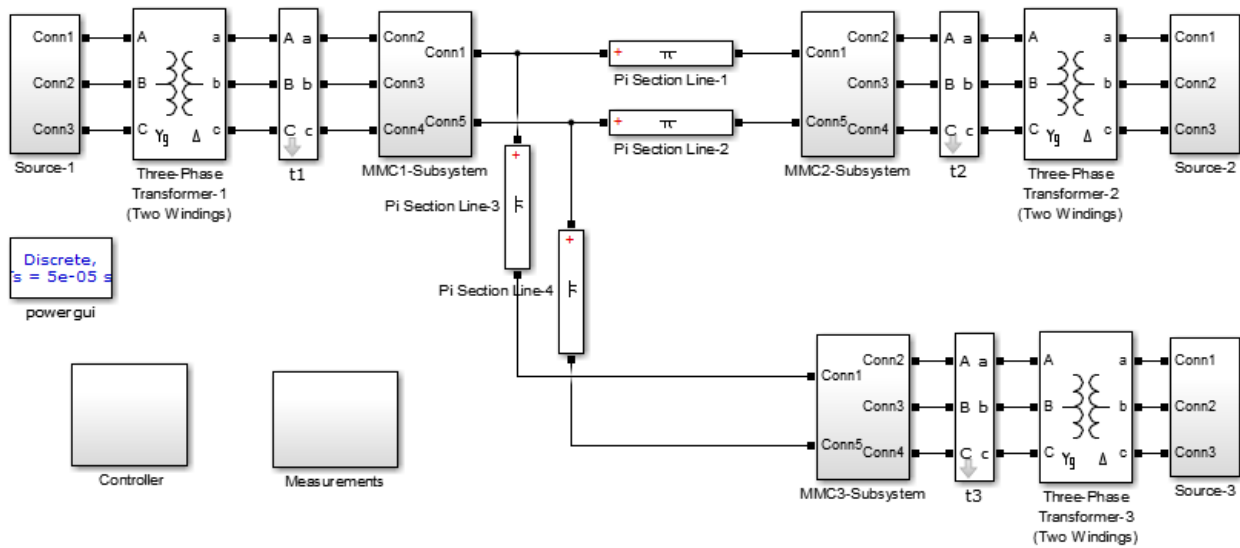 Conn1 A a A a Conn2
Conn1
Conn2 B b B b Conn3
Conn3 C c C c Conn4
Conn5
Yg Δ
Source-1
Three-Phase
Transformer-1
(Two Windings)
t1
MMC1-Subsystem
+ π
Pi Section Line-1
+ π
Pi Section Line-2
Conn1
Conn2 A a A a Conn1
Conn3 B b B b Conn2
Conn5
Conn4 C c C c Conn3
Yg Δ
MMC2-Subsystem
t2
Three-Phase
Transformer-2
(Two Windings)
Source-2
+ π
Pi Section Line-3
+ π
Pi Section Line-4
Discrete,
s = 5e-05 s
powergui
Controller
Measurements
Conn1
Conn2 A a A a Conn1
Conn3 B b B b Conn2
Conn5
Conn4 C c C c Conn3
Yg Δ
MMC3-Subsystem
t3
Three-Phase
Transformer-3
(Two Windings)
Source-3